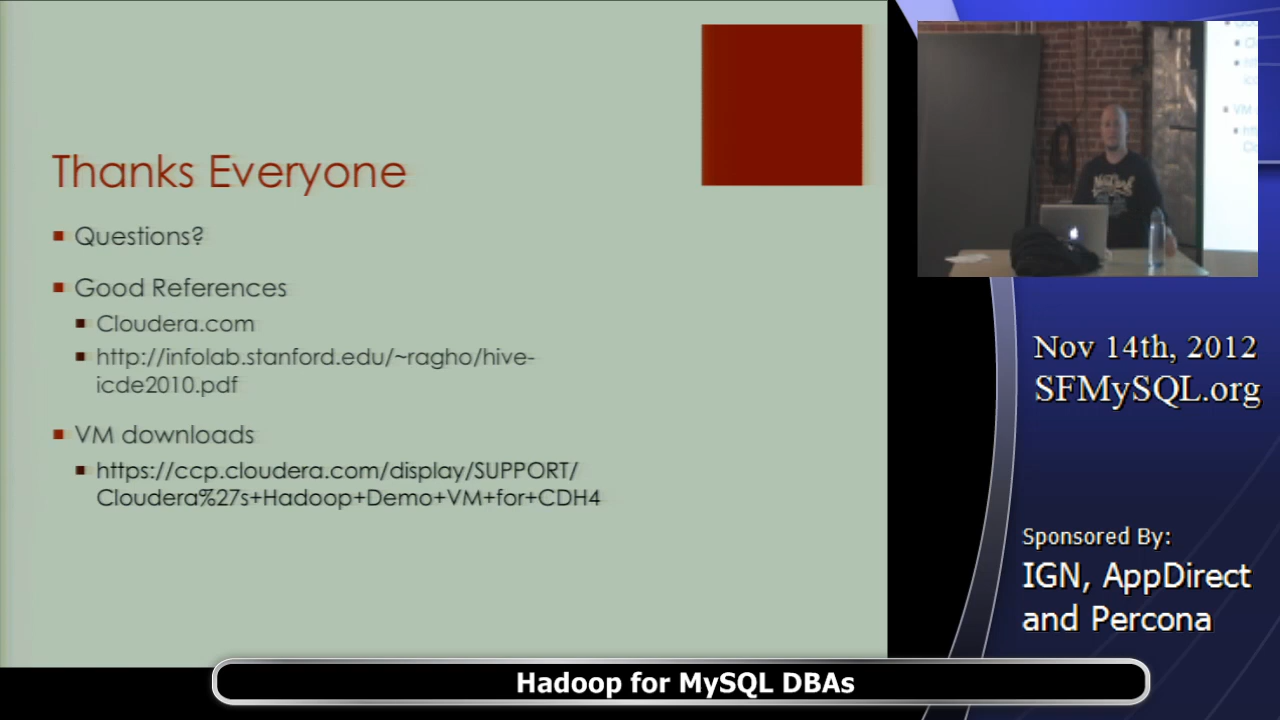 Thanks Everyone
Questions?
Good References
Cloudera.com
http://infolab.stanford.edu/~ragho/hive-
icde2010.pdf
VM downloads
https://ccp.cloudera.com/display/SUPPORT/
Cloudera%27s+Hadoop+Demo+VM+for+CDH4
Nov 14th, 2012
SFMySQL.org
Sponsored By:
IGN, AppDirect
and Percona
Hadoop for MySQL DBAs